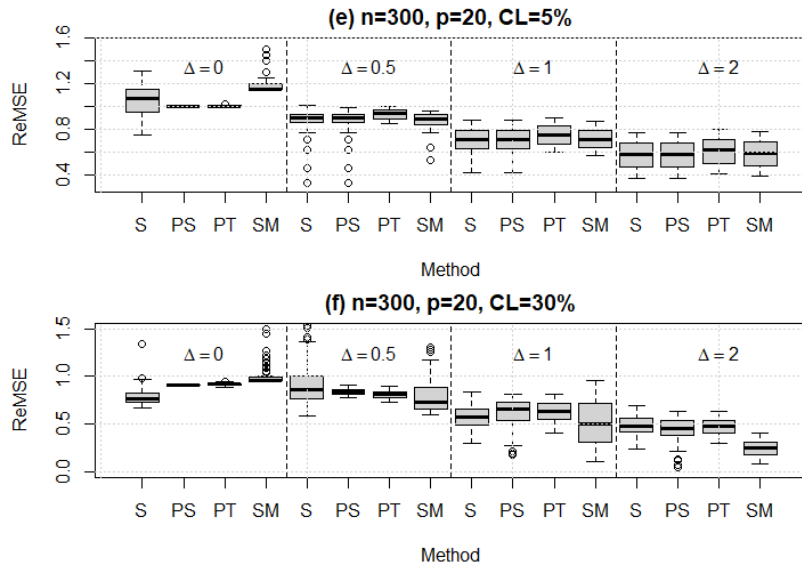 (e) n=300, p=20, CL=5%
ReMSE
1.6
1.2
0.8
0.4
Δ = 0
Δ = 0.5
Δ = 1
Δ = 2
S PS PT SM S PS PT SM S PS PT SM S PS PT SM
Method
(f) n=300, p=20, CL=30%
ReMSE
1.5
1.0
0.5
0.0
Δ = 0
Δ = 0.5
Δ = 1
Δ = 2
S PS PT SM S PS PT SM S PS PT SM S PS PT SM
Method